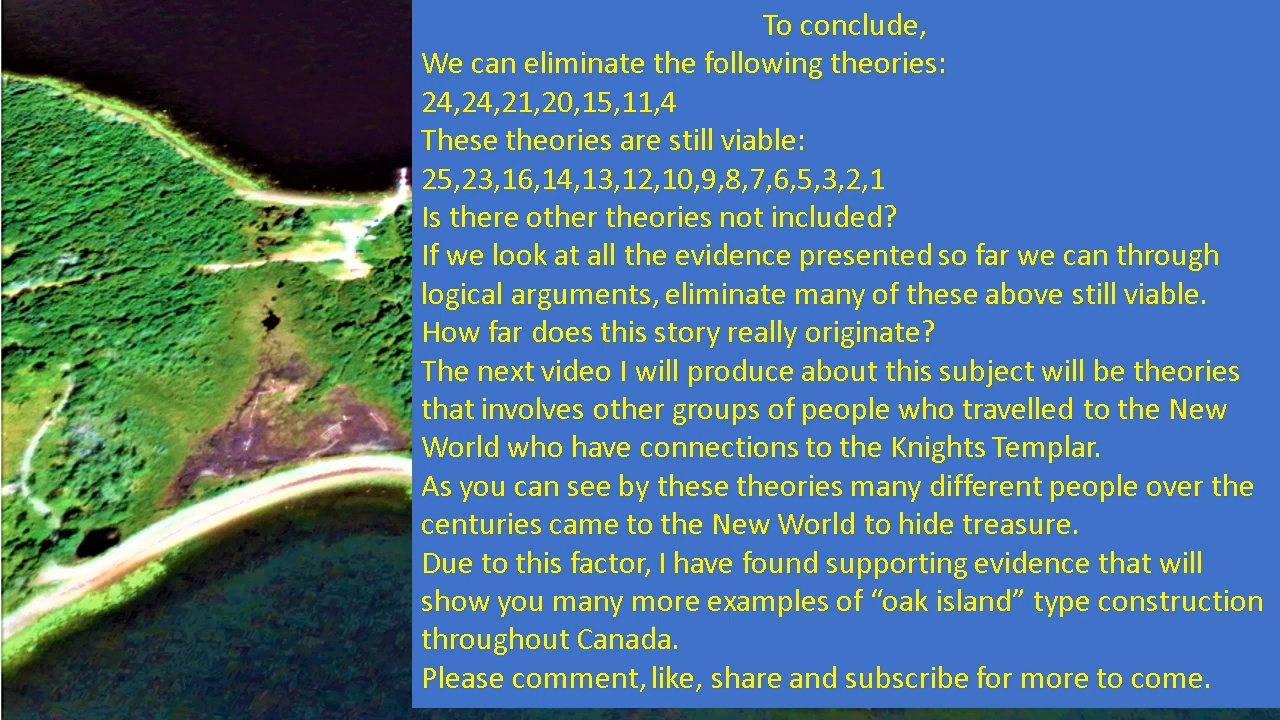 To conclude,
We can eliminate the following theories:
24,24,21,20,15,11,4
These theories are still viable:
25,23,16,14,13,12,10,9,8,7,6,5,3,2,1
Is there other theories not included?
If we look at all the evidence presented so far we can through
logical arguments, eliminate many of these above still viable.
How far does this story really originate?
The next video I will produce about this subject will be theories
that involves other groups of people who travelled to the New
World who have connections to the Knights Templar.
As you can see by these theories many different people over the
centuries came to the New World to hide treasure.
Due to this factor, I have found supporting evidence that will
show you many more examples of “oak island” type construction
throughout Canada.
Please comment, like, share and subscribe for more to come.